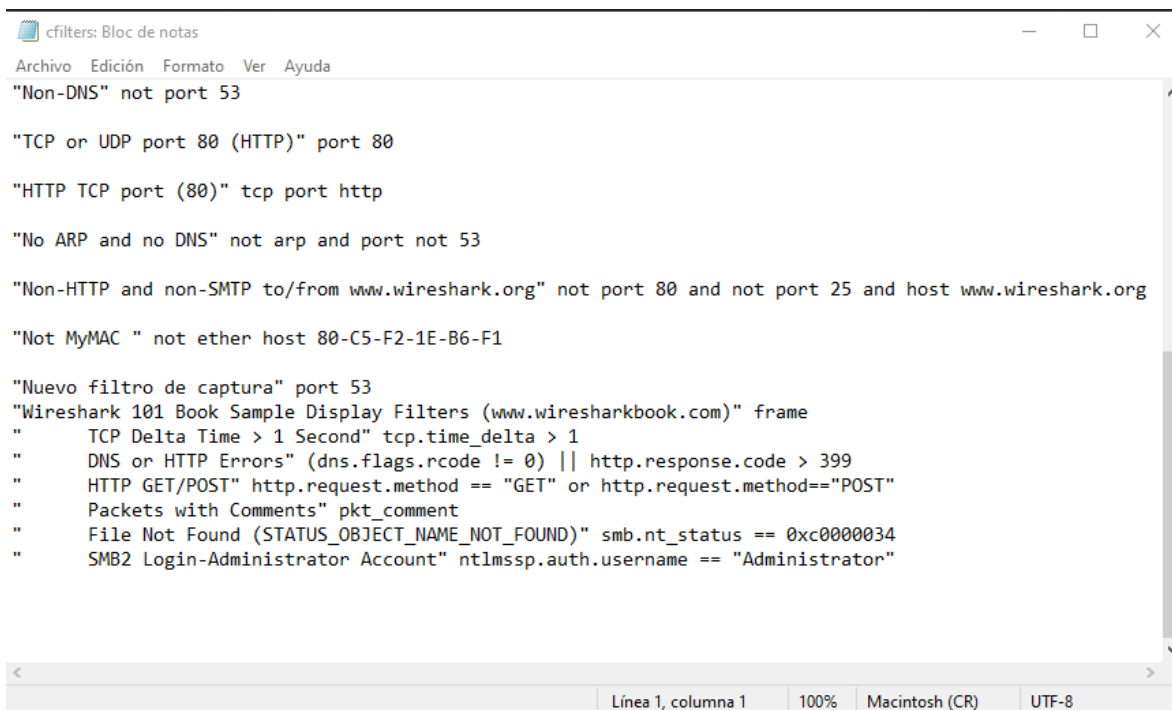 cfilters: Bloc de notas
Archivo Edición Formato Ver Ayuda
"Non-DNS" not port 53
"TCP or UDP port 80 (HTTP)" port 80
"HTTP TCP port (80)" tcp port http
"No ARP and no DNS" not arp and port not 53
"Non-HTTP and non-SMTP to/from www.wireshark.org" not port 80 and not port 25 and host www.wireshark.org
"Not MyMAC " not ether host 80-C5-F2-1E-B6-F1
"Nuevo filtro de captura" port 53
"Wireshark 101 Book Sample Display Filters (www.wiresharkbook.com)" frame
"       TCP Delta Time > 1 Second" tcp.time_delta > 1
"       DNS or HTTP Errors" (dns.flags.rcode != 0) || http.response.code > 399
"       HTTP GET/POST" http.request.method == "GET" or http.request.method=="POST"
"       Packets with Comments" pkt_comment
"       File Not Found (STATUS_OBJECT_NAME_NOT_FOUND)" smb.nt_status == 0xc0000034
"       SMB2 Login-Administrator Account" ntlmssp.auth.username == "Administrator"
Línea 1, columna 1 100% Macintosh (CR) UTF-8